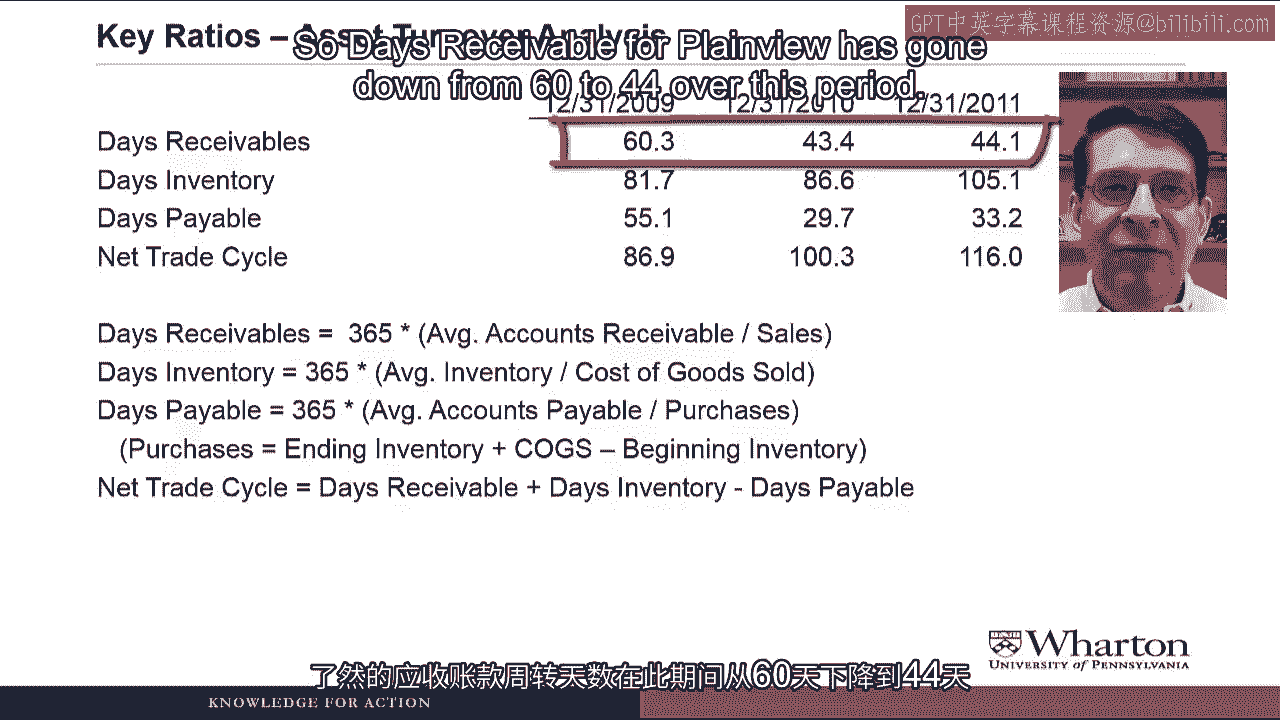 GPT中英字幕课程资源@bilibili.com
Key Ratios – Asset Turnover Analysis
So Days Receivable for Plainview has gone
down from 60 to 44 over this period.
12/31/2009 12/31/2010 12/31/2011
Days Receivables 60.3 43.4 44.1
Days Inventory 81.7 86.6 105.1
Days Payable 55.1 29.7 33.2
Net Trade Cycle 86.9 100.3 116.0
Days Receivables = 365 * (Avg. Accounts Receivable / Sales)
Days Inventory = 365 * (Avg. Inventory / Cost of Goods Sold)
Days Payable = 365 * (Avg. Accounts Payable / Purchases)
(Purchases = Ending Inventory + COGS – Beginning Inventory)
Net Trade Cycle = Days Receivable + Days Inventory - Days Payable
Wharton
UNIVERSITY of PENNSYLVANIA
了然的应收账款周转天数在此期间从60天下降到44天
KNOWLEDGE FOR ACTION